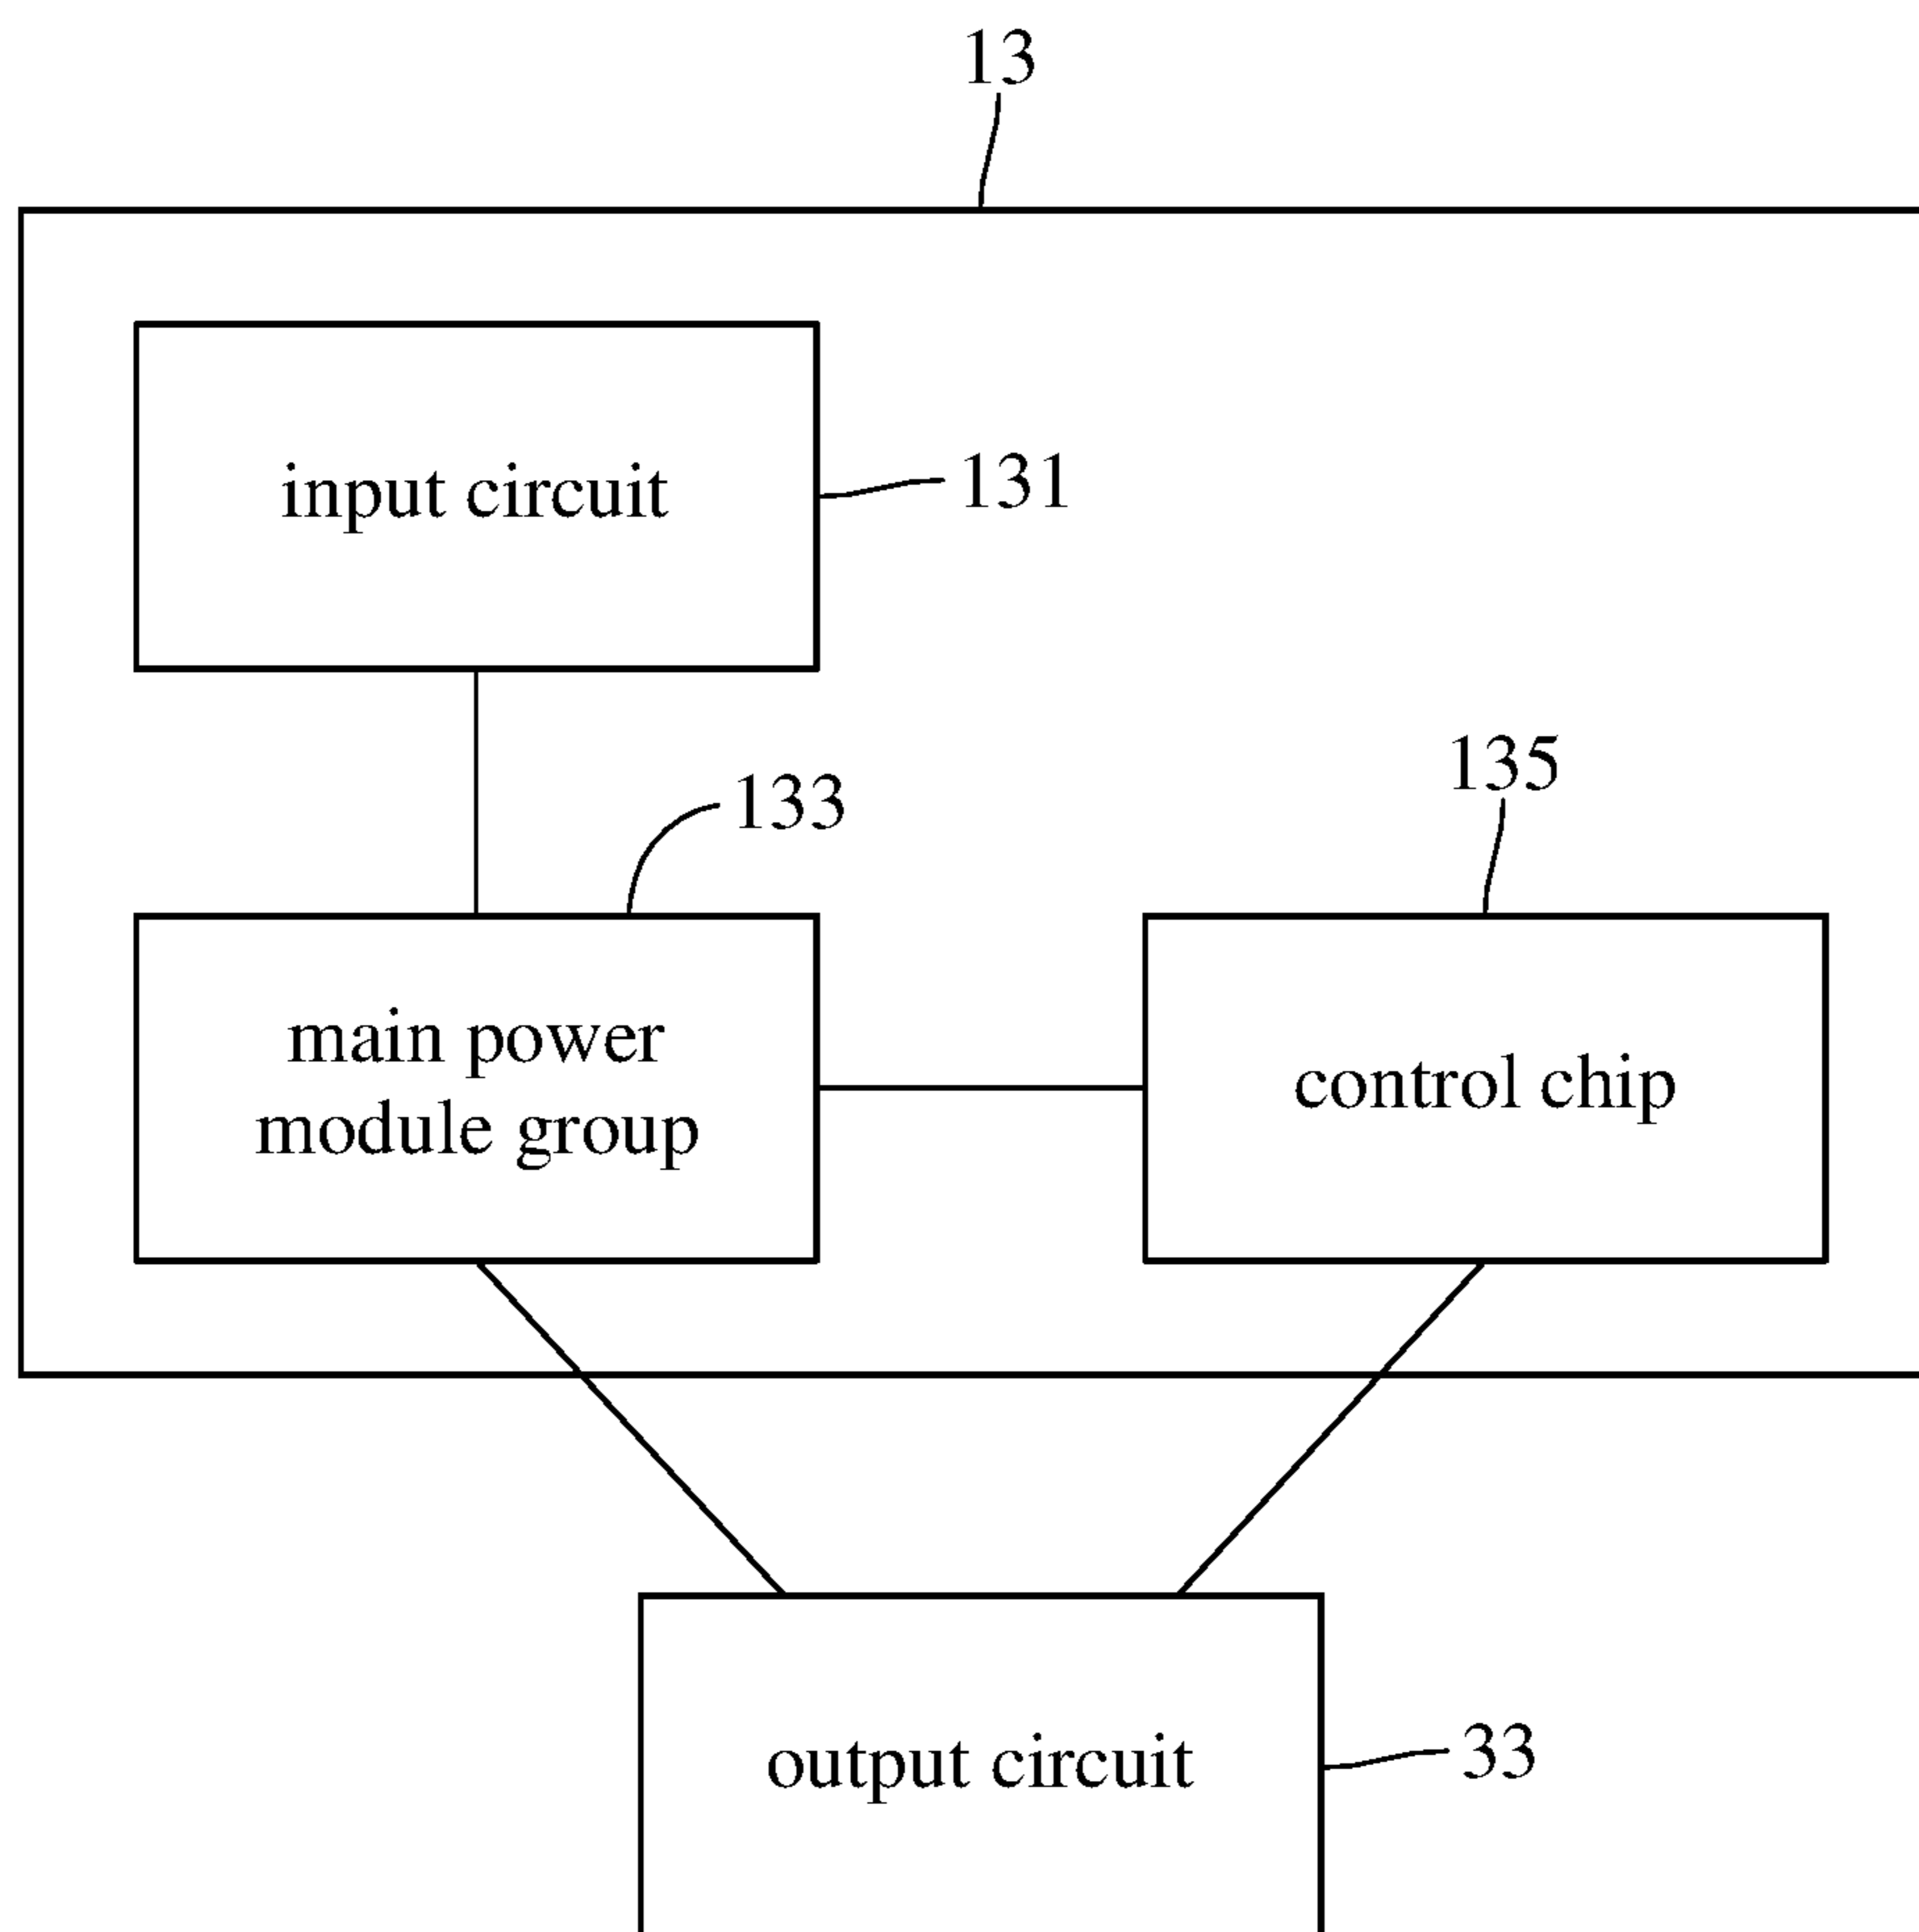 13
input circuit
131
133
135
main power
module group
control chip
output circuit
33